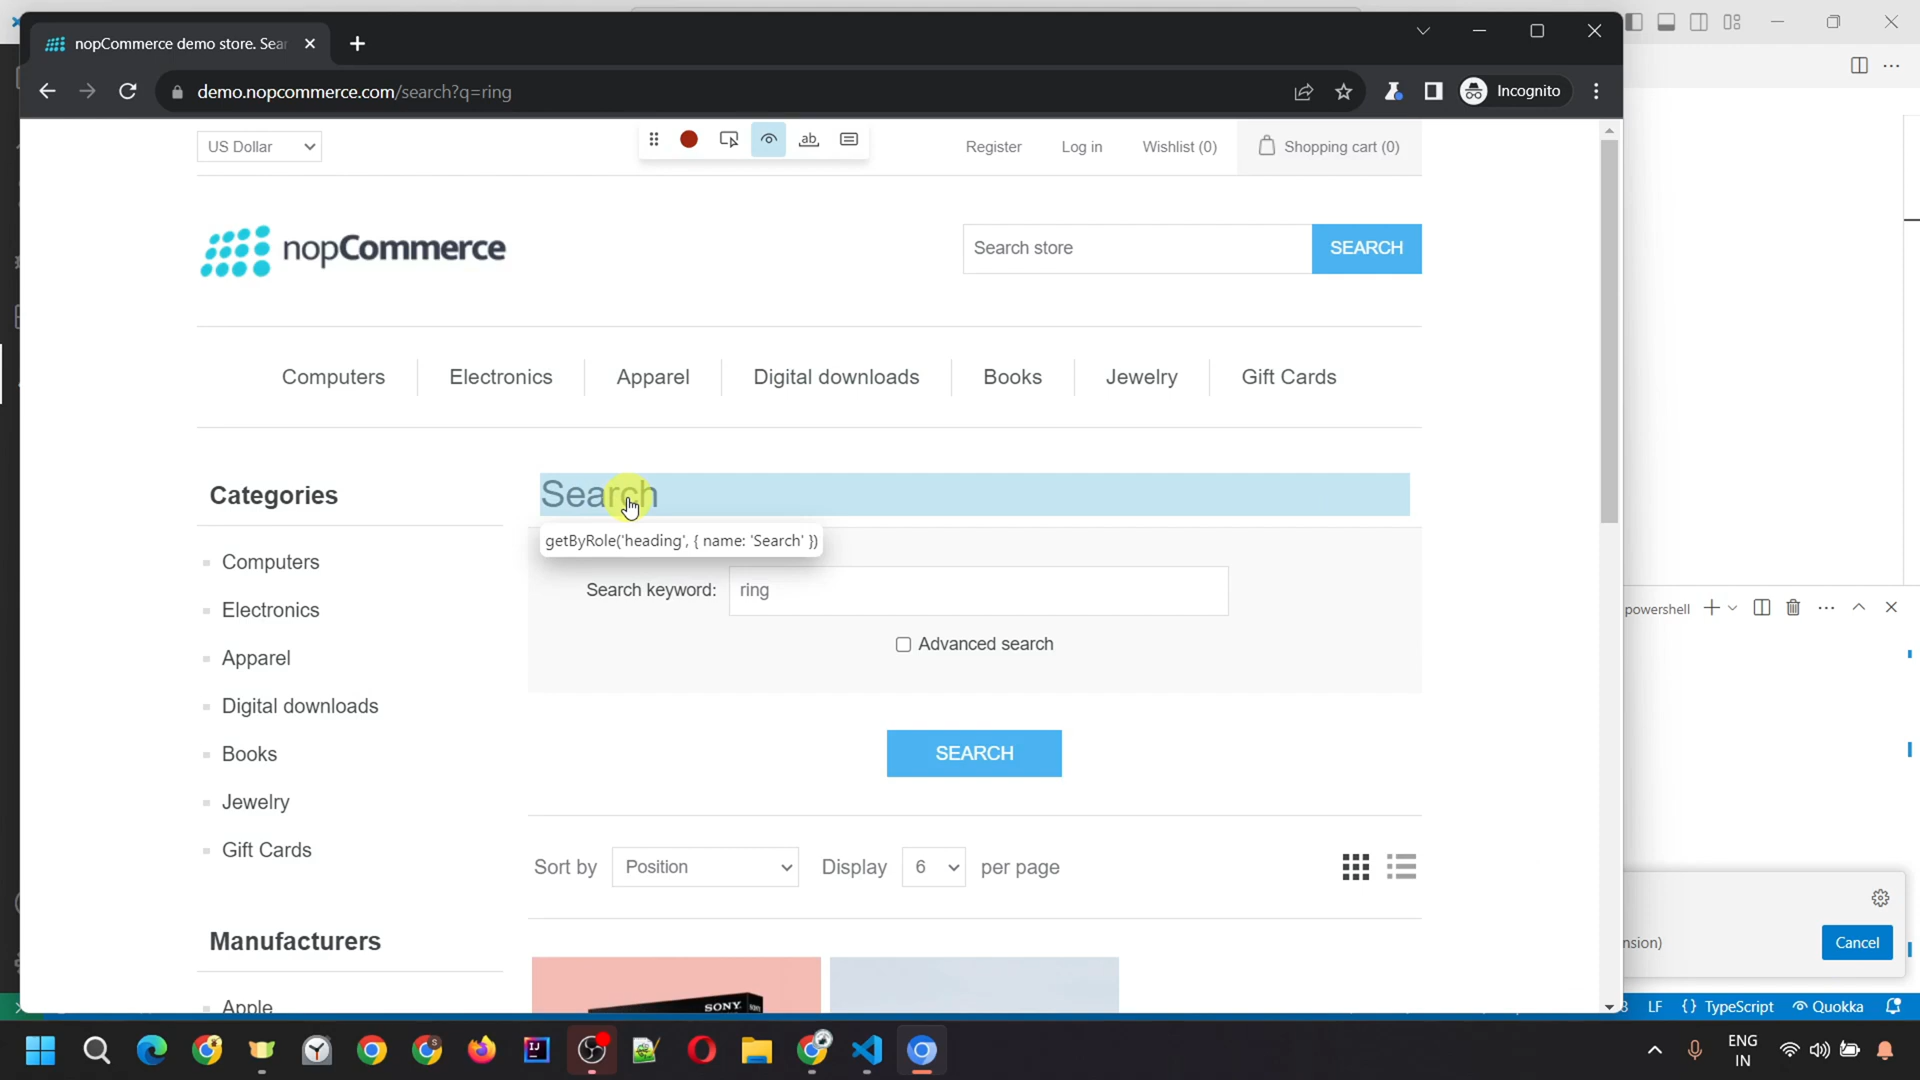 nopCommerce demo store. Sear
demo.nopcommerce.com/search?q=ring
Incognito
US Dollar
ab
Register
Log in
Wishlist (0)
Shopping cart (0)
nopCommerce
Search store
SEARCH
Computers
Electronics
Apparel
Digital downloads
Books
Jewelry
Gift Cards
Categories
Computers
Electronics
Apparel
Digital downloads
Books
Jewelry
Gift Cards
Manufacturers
Apple
Search
getByRole('heading', { name: 'Search' })
Search keyword:
ring
Advanced search
SEARCH
Sort by
Position
Display
6
per page
SONY
powershell
nsion)
Cancel
LF
{} TypeScript
Quokka
ENG
IN